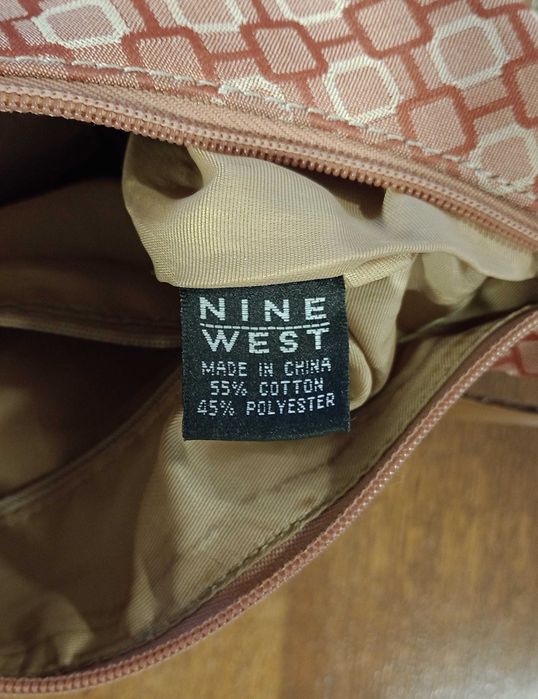 NINE
WEST
MADE IN CHINA
55% COTTON
45% POLYESTER